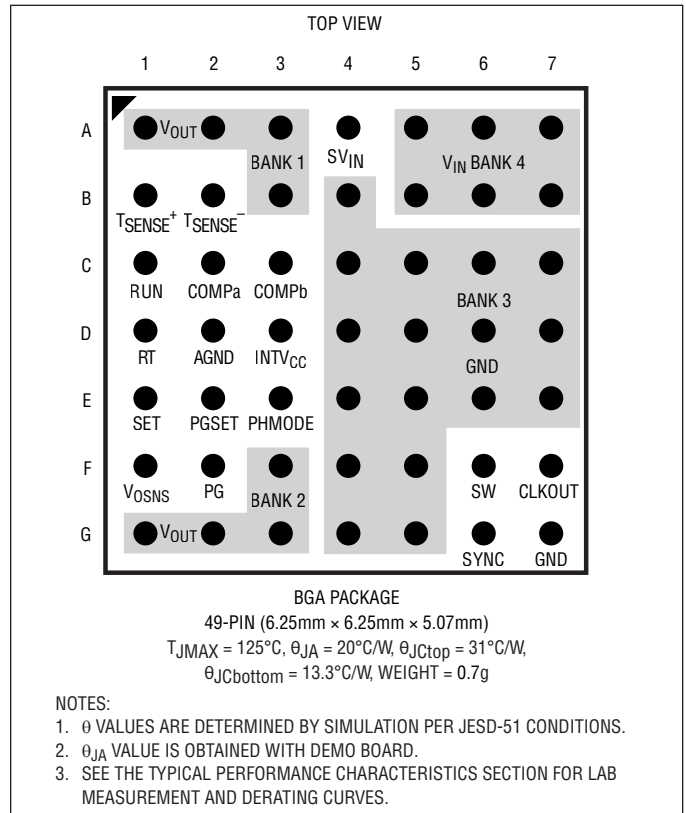 TOP VIEW
1 2 3 4 5 6 7
A VOUT SVIN
BANK 1 VIN BANK 4
B
TSENSE+ TSENSE–
C
RUN COMPa COMPb
BANK 3
D
RT AGND INTVCC
GND
E
SET PGSET PHMODE
F
VOSNS PG BANK 2 SW CLKOUT
G VOUT
SYNC GND
BGA PACKAGE
49-PIN (6.25mm × 6.25mm × 5.07mm)
TJMAX = 125°C, θJA = 20°C/W, θJCtop = 31°C/W,
θJCbottom = 13.3°C/W, WEIGHT = 0.7g
NOTES:
1. θ VALUES ARE DETERMINED BY SIMULATION PER JESD-51 CONDITIONS.
2. θJA VALUE IS OBTAINED WITH DEMO BOARD.
3. SEE THE TYPICAL PERFORMANCE CHARACTERISTICS SECTION FOR LAB
MEASUREMENT AND DERATING CURVES.